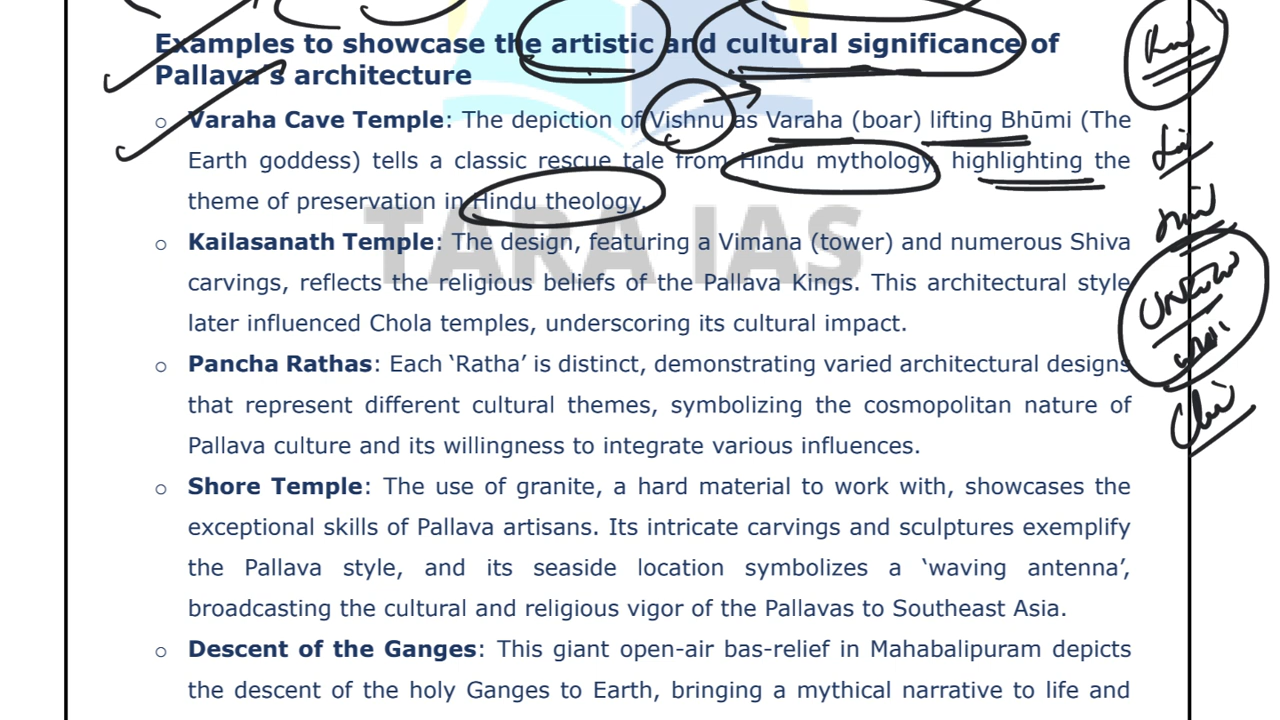 Examples to showcase the artistic and cultural significance of
Pallava's architecture
o Varaha Cave Temple: The depiction of Vishnu as Varaha (boar) lifting Bhūmi (The
Earth goddess) tells a classic rescue tale from Hindu mythology, highlighting the
theme of preservation in Hindu theology.
TARA IAS
o Kailasanath Temple: The design, featuring a Vimana (tower) and numerous Shiva
carvings, reflects the religious beliefs of the Pallava Kings. This architectural style
later influenced Chola temples, underscoring its cultural impact.
o Pancha Rathas: Each ‘Ratha’ is distinct, demonstrating varied architectural designs
that represent different cultural themes, symbolizing the cosmopolitan nature of
Pallava culture and its willingness to integrate various influences.
o Shore Temple: The use of granite, a hard material to work with, showcases the
exceptional skills of Pallava artisans. Its intricate carvings and sculptures exemplify
the Pallava style, and its seaside location symbolizes a ‘waving antenna’,
broadcasting the cultural and religious vigor of the Pallavas to Southeast Asia.
o Descent of the Ganges: This giant open-air bas-relief in Mahabalipuram depicts
the descent of the holy Ganges to Earth, bringing a mythical narrative to life and